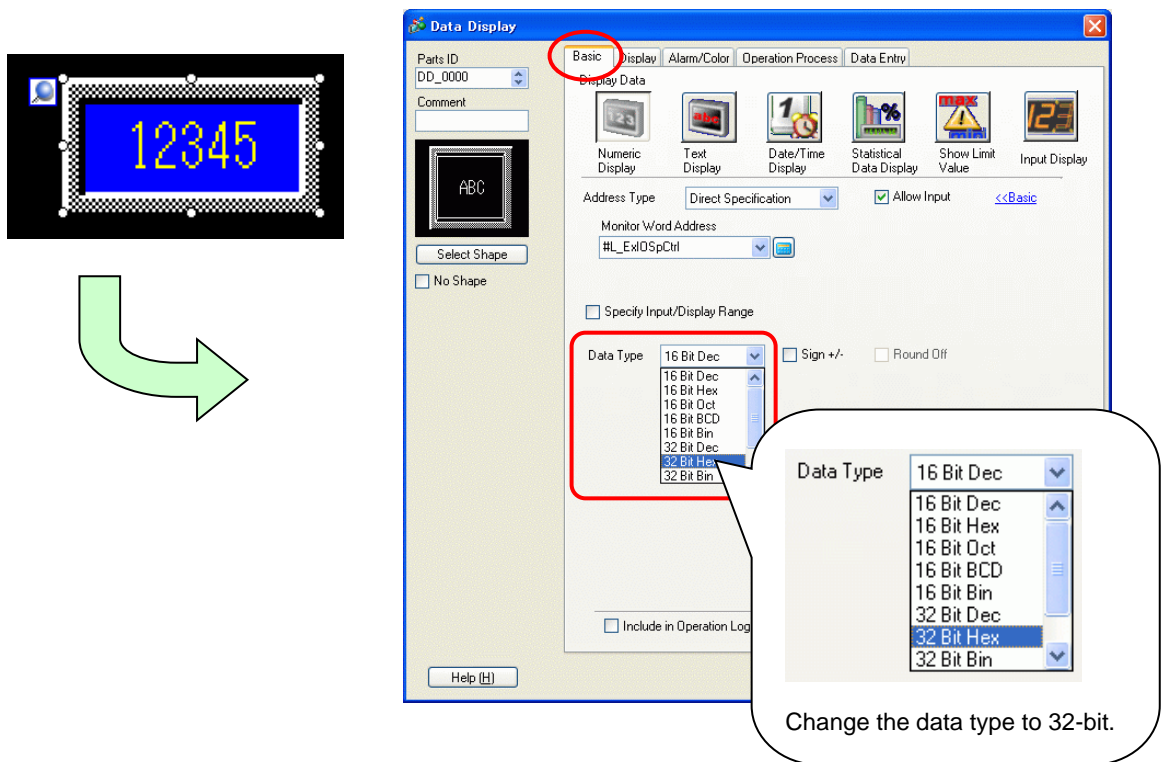 12345
Data Display
Parts ID
DD_0000
Comment
ABC
Select Shape
No Shape
Help (H)
Basic Display Alarm/Color Operation Process Data Entry
Display Data
123 abc 1 % max min 123
Numeric Display
Text Display
Date/Time Display
Statistical Data Display
Show Limit Value
Input Display
Address Type Direct Specification Allow Input <<Basic
Monitor Word Address
#L_ExIOSpCtrl
Specify Input/Display Range
Data Type 16 Bit Dec Sign +/- Round Off
16 Bit Dec
16 Bit Hex
16 Bit Oct
16 Bit BCD
16 Bit Bin
32 Bit Dec
32 Bit Hex
32 Bit Bin
Include in Operation Log
Data Type 16 Bit Dec
16 Bit Dec
16 Bit Hex
16 Bit Oct
16 Bit BCD
16 Bit Bin
32 Bit Dec
32 Bit Hex
32 Bit Bin
Change the data type to 32-bit.